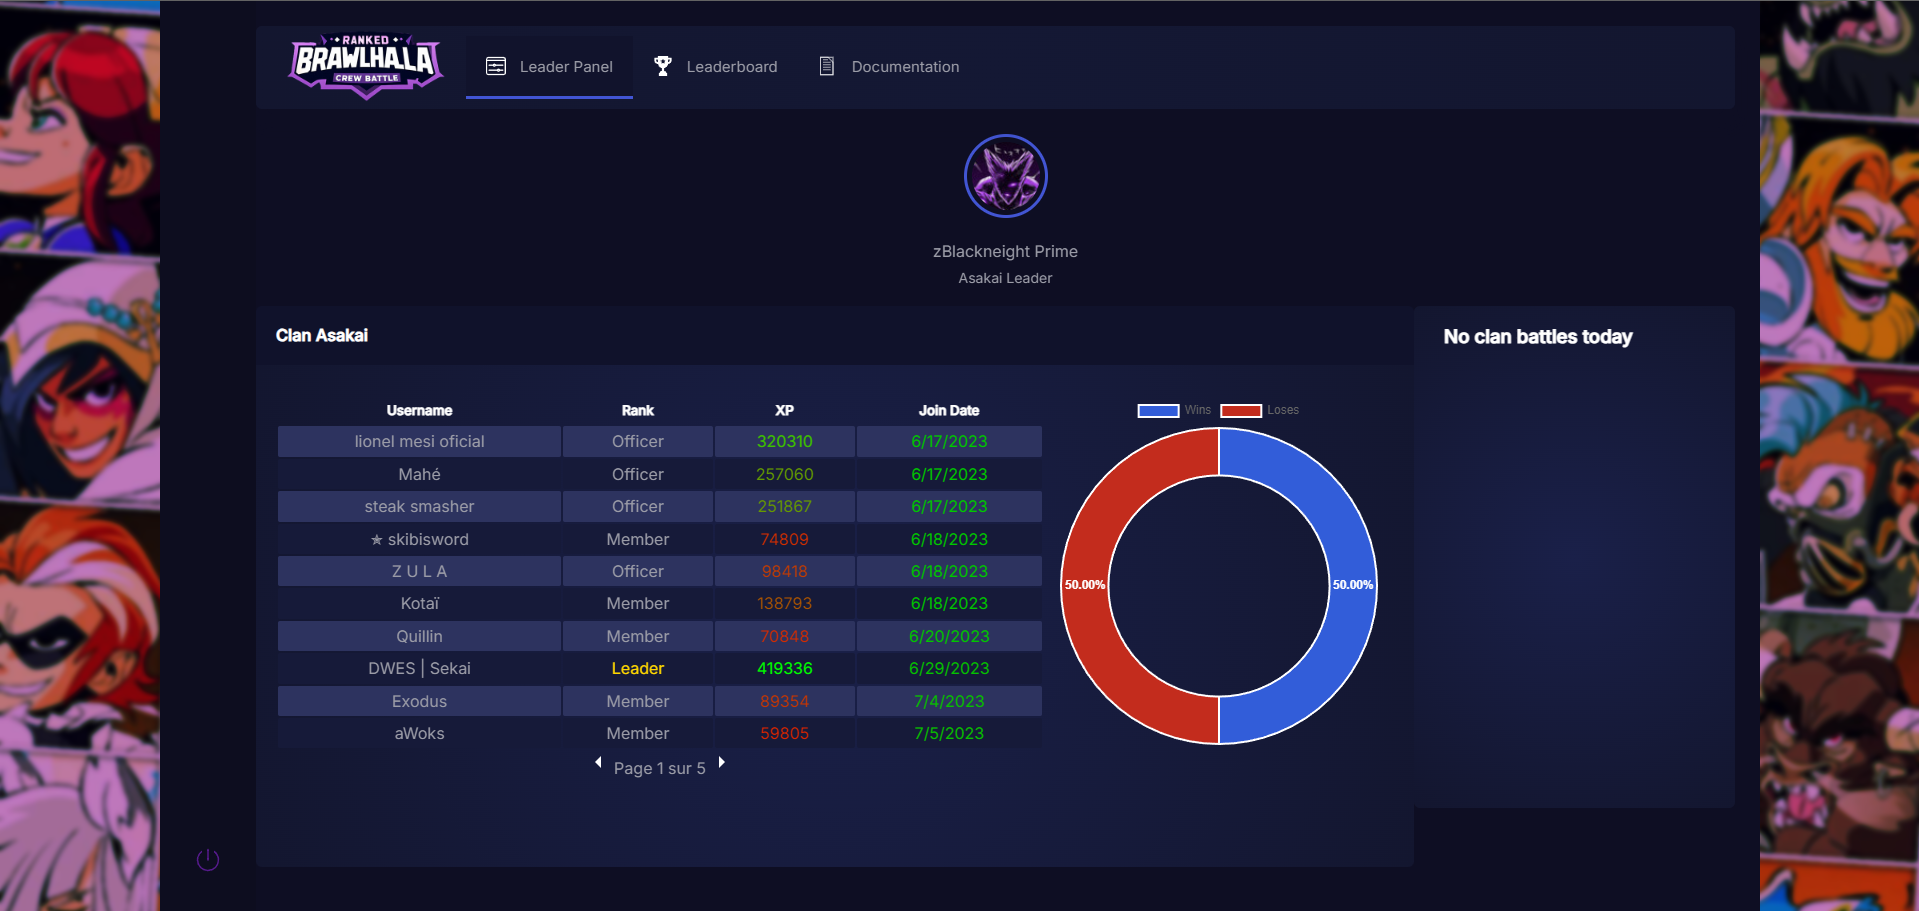 RANKED
BRAWLHALA
CREW BATTLE
Leader Panel
Leaderboard
Documentation
zBlackneight Prime
Asakai Leader
Clan Asakai
No clan battles today
Username Rank XP Join Date
lionel mesi oficial Officer 320310 6/17/2023
Mahé Officer 257060 6/17/2023
steak smasher Officer 251867 6/17/2023
★ skibisword Member 74809 6/18/2023
Z U L A Officer 98418 6/18/2023
Kotaï Member 138793 6/18/2023
Quillin Member 70848 6/20/2023
DWES | Sekai Leader 419336 6/29/2023
Exodus Member 89354 7/4/2023
aWoks Member 59805 7/5/2023
Page 1 sur 5
Wins Loses
50.00% 50.00%